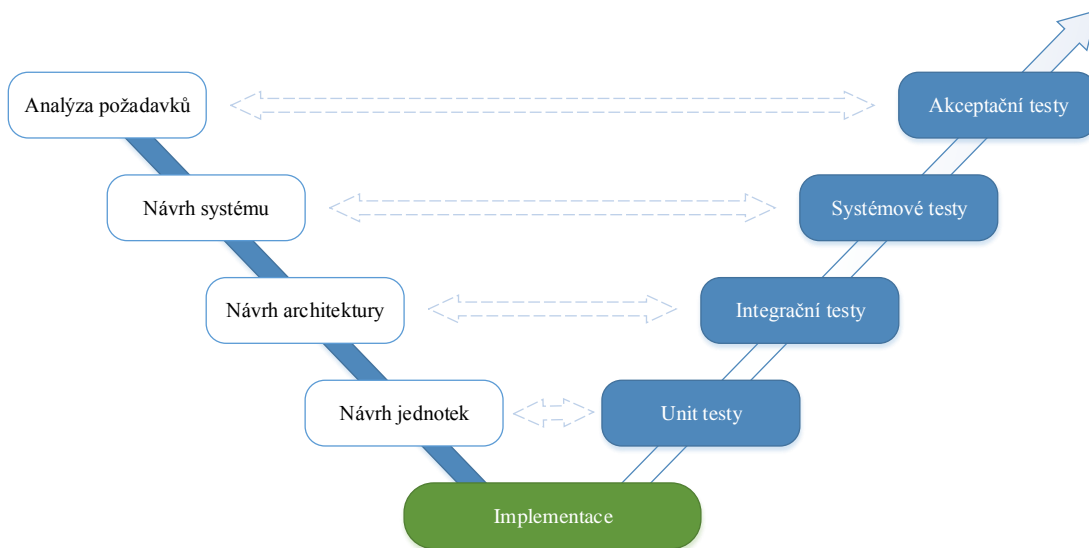 Analýza požadavků
Akceptační testy
Návrh systému
Systémové testy
Návrh architektury
Integrační testy
Návrh jednotek
Unit testy
Implementace